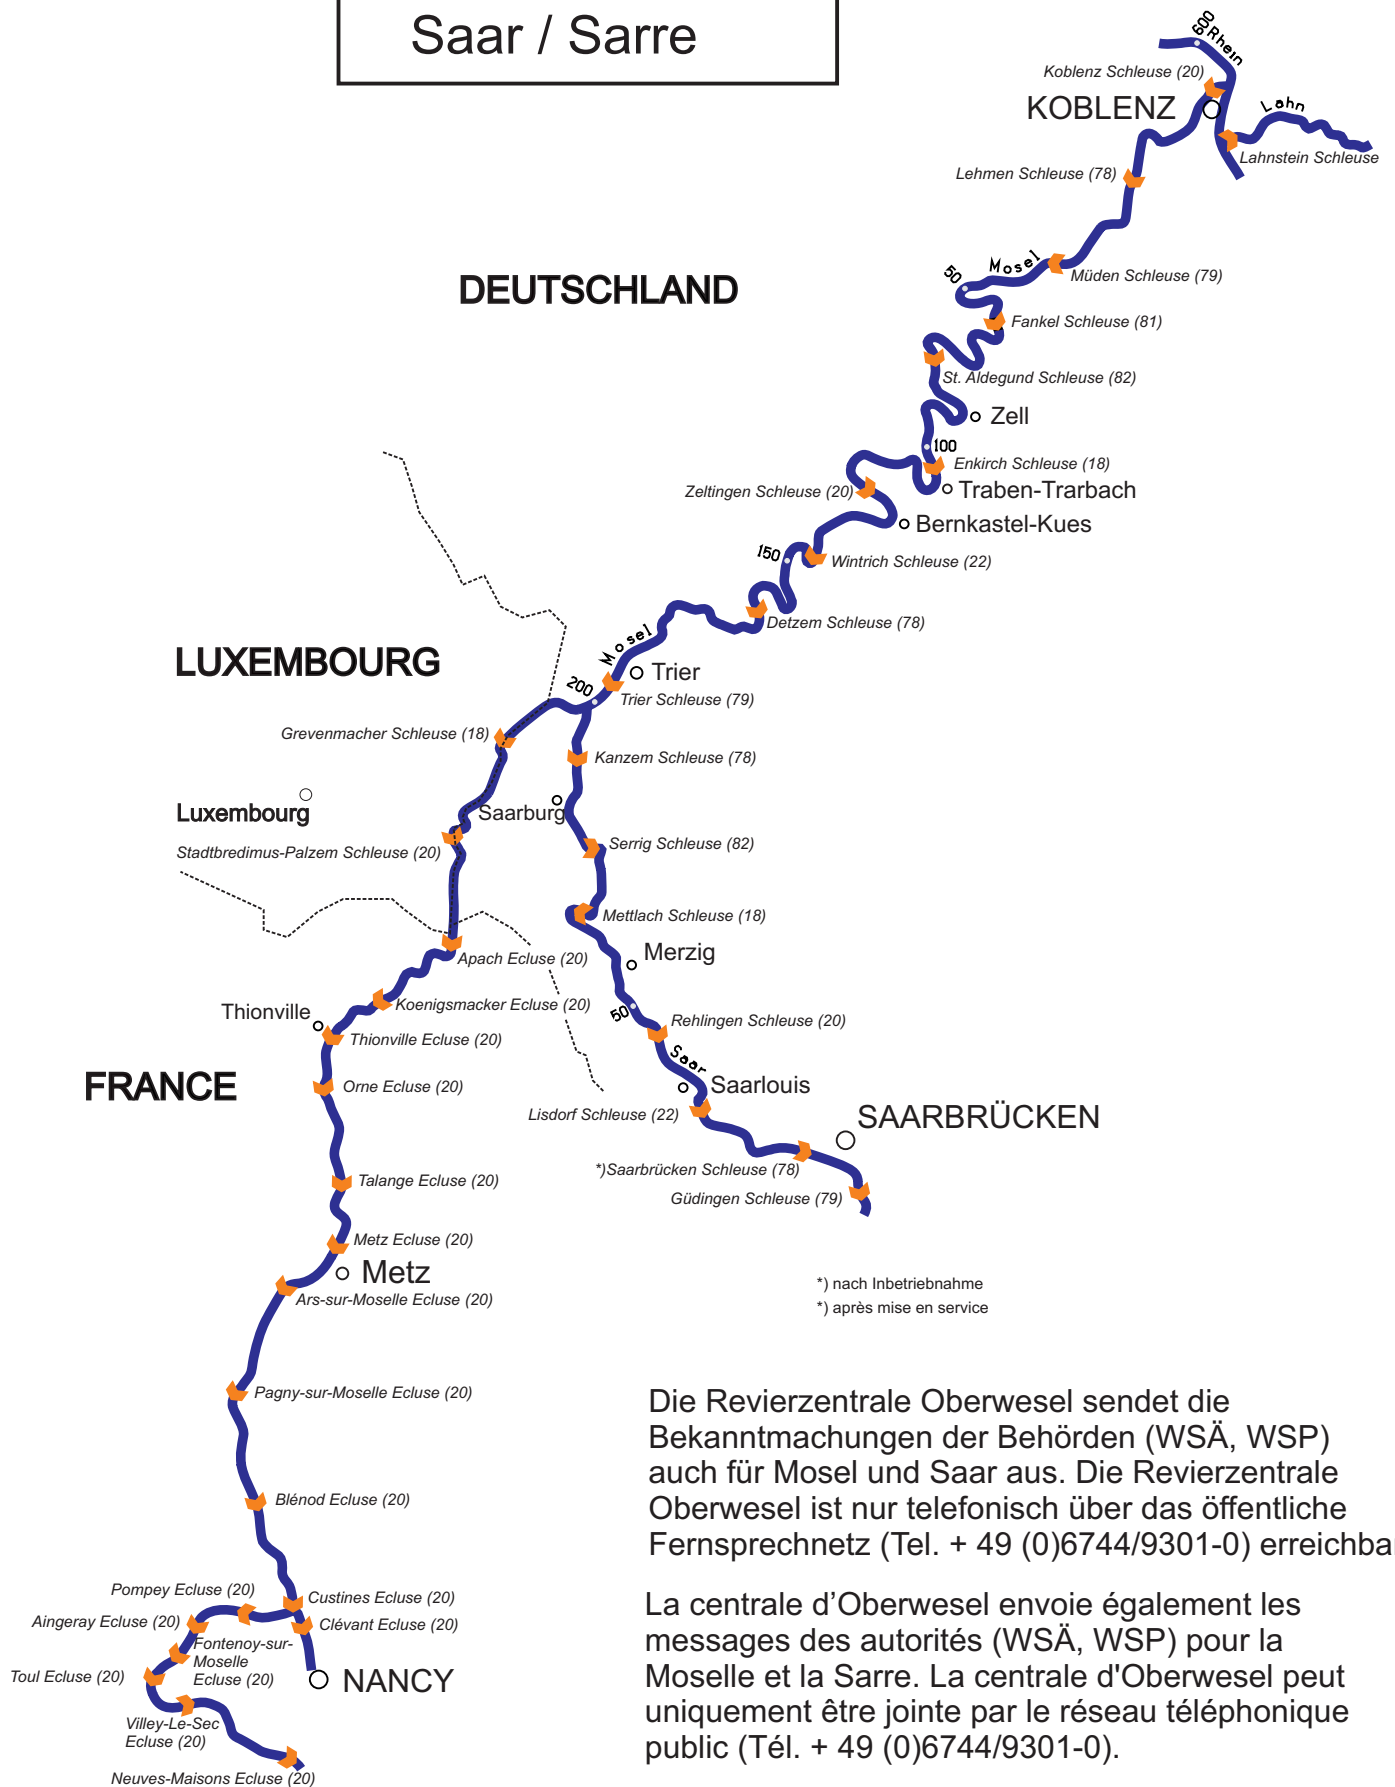 Saar / Sarre
600
Rhein
Koblenz Schleuse (20)
KOBLENZ
Lahn
Lahnstein Schleuse
Lehmen Schleuse (78)
DEUTSCHLAND
50
Mosel
Müden Schleuse (79)
Fankel Schleuse (81)
St. Aldegund Schleuse (82)
Zell
100
Enkirch Schleuse (18)
Zeltingen Schleuse (20)
Traben-Trarbach
Bernkastel-Kues
150
Wintrich Schleuse (22)
Detzem Schleuse (78)
Mosel
LUXEMBOURG
Trier
200
Trier Schleuse (79)
Grevenmacher Schleuse (18)
Kanzem Schleuse (78)
Luxembourg
Saarburg
Stadtbredimus-Palzem Schleuse (20)
Serrig Schleuse (82)
Mettlach Schleuse (18)
Merzig
Apach Ecluse (20)
Koenigsmacker Ecluse (20)
50
Thionville
Rehlingen Schleuse (20)
Thionville Ecluse (20)
Saar
FRANCE
Orne Ecluse (20)
Saarlouis
Lisdorf Schleuse (22)
SAARBRÜCKEN
*)Saarbrücken Schleuse (78)
Talange Ecluse (20)
Güdingen Schleuse (79)
Metz Ecluse (20)
Metz
Ars-sur-Moselle Ecluse (20)
*) nach Inbetriebnahme
*) après mise en service
Pagny-sur-Moselle Ecluse (20)
Blénod Ecluse (20)
Die Revierzentrale Oberwesel sendet die
Bekanntmachungen der Behörden (WSÄ, WSP)
auch für Mosel und Saar aus. Die Revierzentrale
Oberwesel ist nur telefonisch über das öffentliche
Fernsprechnetz (Tel. + 49 (0)6744/9301-0) erreichba
Pompey Ecluse (20)
Custines Ecluse (20)
Aingeray Ecluse (20)
Clévant Ecluse (20)
Fontenoy-sur-
Moselle
Ecluse (20)
Toul Ecluse (20)
NANCY
Villey-Le-Sec
Ecluse (20)
Neuves-Maisons Ecluse (20)
La centrale d’Oberwesel envoie également les
messages des autorités (WSÄ, WSP) pour la
Moselle et la Sarre. La centrale d'Oberwesel peut
uniquement être jointe par le réseau téléphonique
public (Tél. + 49 (0)6744/9301-0).